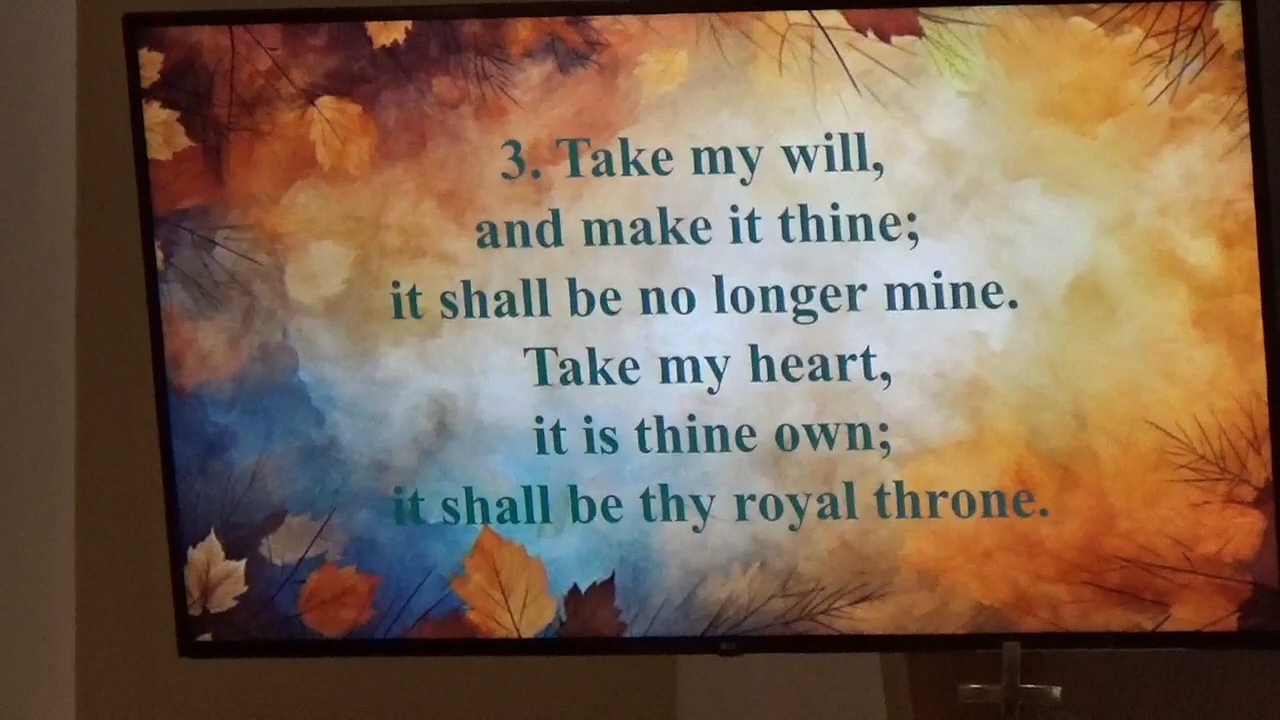 3. Take my will,
and make it thine;
it shall be no longer mine.
Take my heart,
it is thine own;
it shall be thy royal throne.